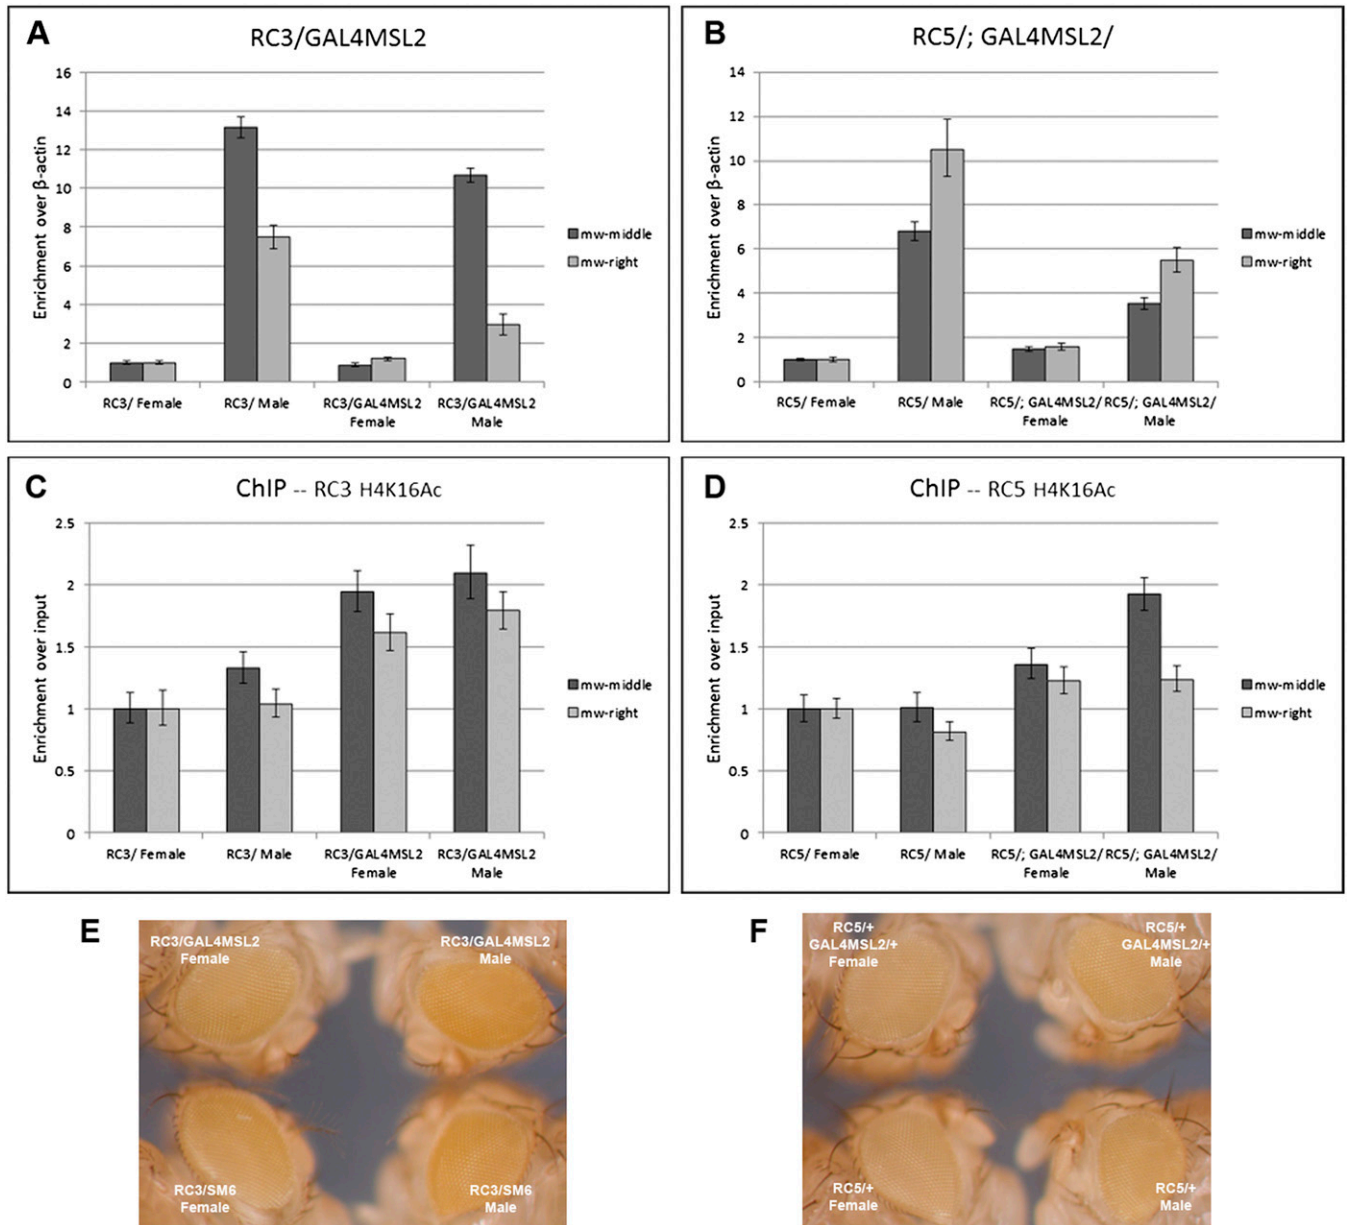 A
RC3/GAL4MSL2
Enrichment over β-actin
16
14
12
10
8
6
4
2
0
RC3/ Female
RC3/ Male
RC3/GAL4MSL2
Female
RC3/GAL4MSL2
Male
mw-middle
mw-right
B
RC5/; GAL4MSL2/
Enrichment over β-actin
14
12
10
8
6
4
2
0
RC5/ Female
RC5/ Male
RC5/; GAL4MSL2/
Female
RC5/; GAL4MSL2/
Male
mw-middle
mw-right
C
ChIP -- RC3 H4K16Ac
Enrichment over input
2.5
2
1.5
1
0.5
0
RC3/ Female
RC3/ Male
RC3/GAL4MSL2
Female
RC3/GAL4MSL2
Male
mw-middle
mw-right
D
ChIP -- RC5 H4K16Ac
Enrichment over input
2.5
2
1.5
1
0.5
0
RC5/ Female
RC5/ Male
RC5/; GAL4MSL2/
Female
RC5/; GAL4MSL2/
Male
mw-middle
mw-right
E
RC3/GAL4MSL2
Female
RC3/GAL4MSL2
Male
RC3/SM6
Female
RC3/SM6
Male
F
RC5/+
GAL4MSL2/+
Female
RC5/+
GAL4MSL2/+
Male
RC5/+
Female
RC5/+
Male